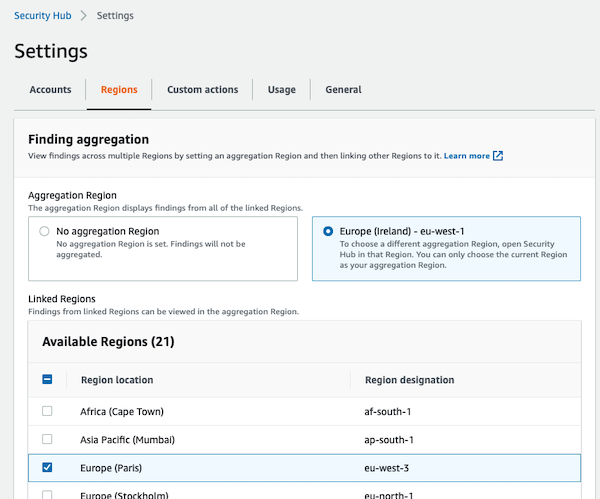 Security Hub > Settings
Settings
Accounts Regions Custom actions Usage General
Finding aggregation
View findings across multiple Regions by setting an aggregation Region and then linking other Regions to it. Learn more
Aggregation Region
The aggregation Region displays findings from all of the linked Regions.
No aggregation Region
No aggregation Region is set. Findings will not be
aggregated.
Europe (Ireland) - eu-west-1
To choose a different aggregation Region, open Security
Hub in that Region. You can only choose the current Region
as your aggregation Region.
Linked Regions
Findings from linked Regions can be viewed in the aggregation Region.
Available Regions (21)
Region location Region designation
Africa (Cape Town) af-south-1
Asia Pacific (Mumbai) ap-south-1
Europe (Paris) eu-west-3
Europe (Stockholm) eu-north-1